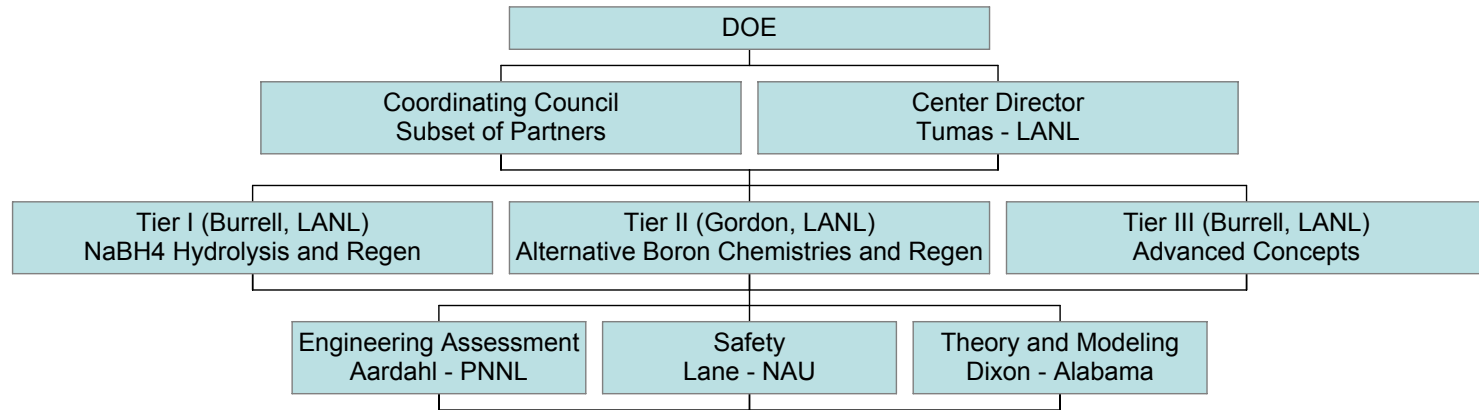 DOE
Coordinating Council
Subset of Partners
Center Director
Tumas - LANL
Tier I (Burrell, LANL)
NaBH4 Hydrolysis and Regen
Tier II (Gordon, LANL)
Alternative Boron Chemistries and Regen
Tier III (Burrell, LANL)
Advanced Concepts
Engineering Assessment
Aardahl - PNNL
Safety
Lane - NAU
Theory and Modeling
Dixon - Alabama